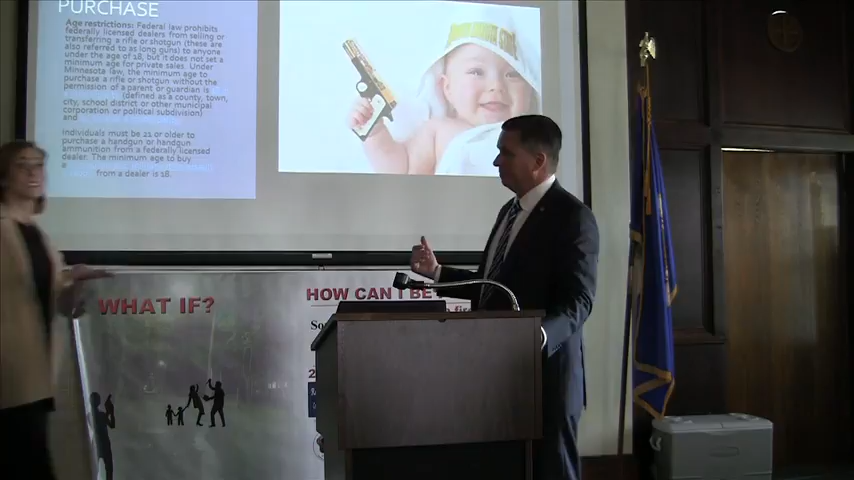 PURCHASE
Age restrictions: Federal law prohibits
federally licensed dealers from selling or
transferring a rifle or shotgun (these are
also referred to as long guns) to anyone
under the age of 18, but it does not set a
minimum age for private sales. Under
Minnesota law, the minimum age to
purchase a rifle or shotgun without the
permission of a parent or guardian is
(defined as a county, town,
city, school district or other municipal
corporation or political subdivision)
and
Individuals must be 21 or older to
purchase a handgun or handgun
ammunition from a federally licensed
dealer. The minimum age to buy
a
from a dealer is 18.
WHAT IF?
HOW CAN I BE